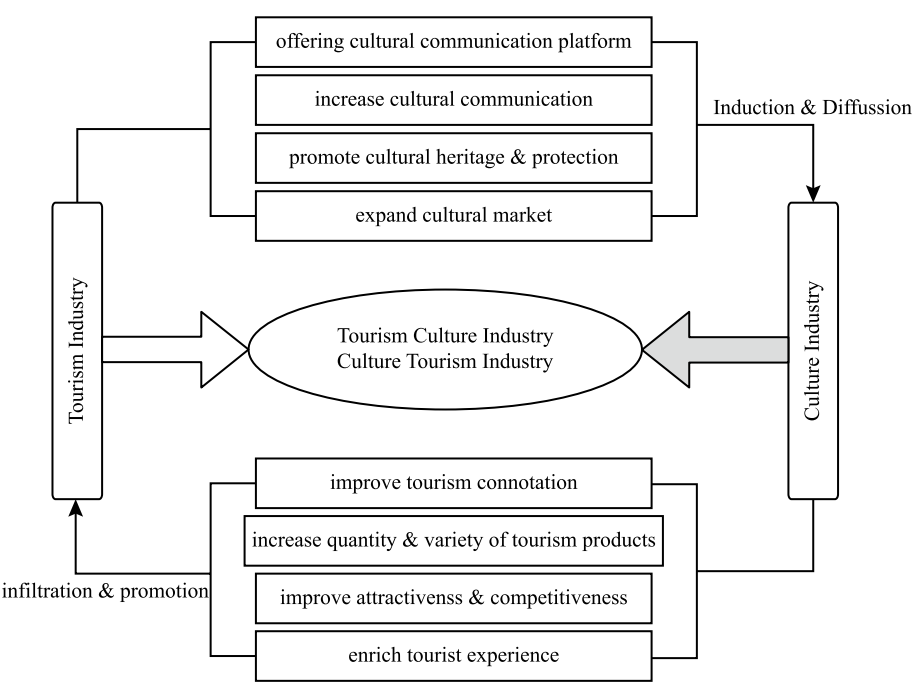 offering cultural communication platform
increase cultural communication
Induction & Diffussion
promote cultural heritage & protection
expand cultural market
Tourism Industry
Tourism Culture Industry
Culture Tourism Industry
Culture Industry
improve tourism connotation
increase quantity & variety of tourism products
infiltration & promotion
improve attractivenss & competitiveness
enrich tourist experience